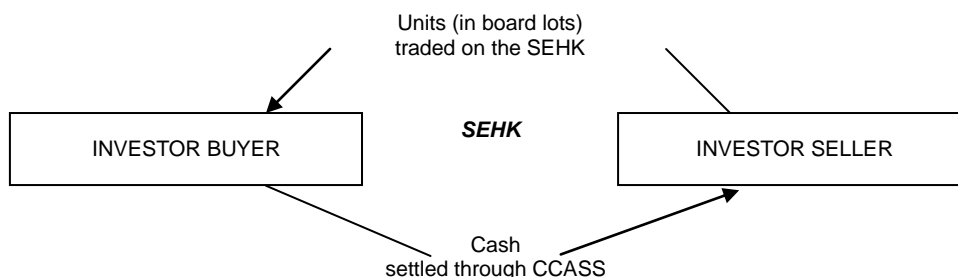 Units (in board lots)
traded on the SEHK
INVESTOR BUYER
SEHK
INVESTOR SELLER
Cash
settled through CCASS